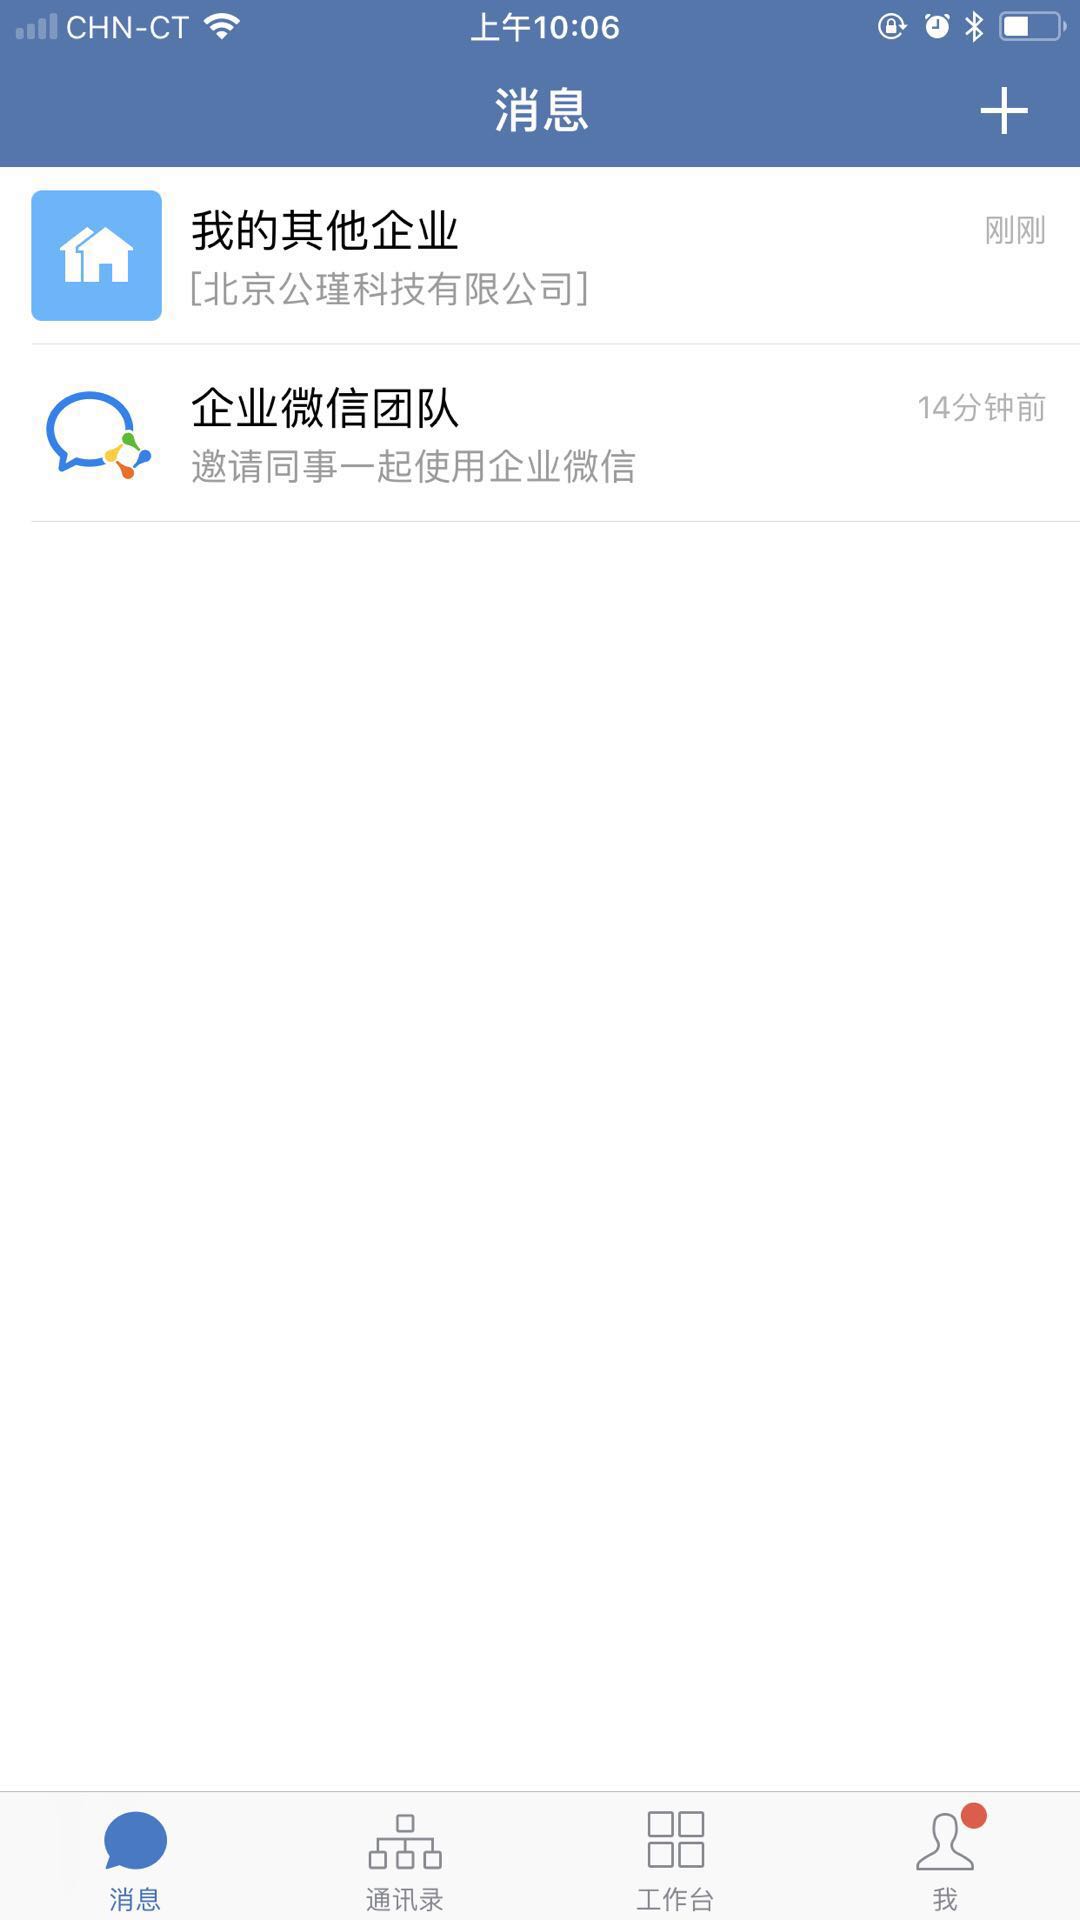 CHN-CT
上午10:06
消息
我的其他企业
刚刚
[北京公瑾科技有限公司]
企业微信团队
14分钟前
邀请同事一起使用企业微信
消息
通讯录
工作台
我